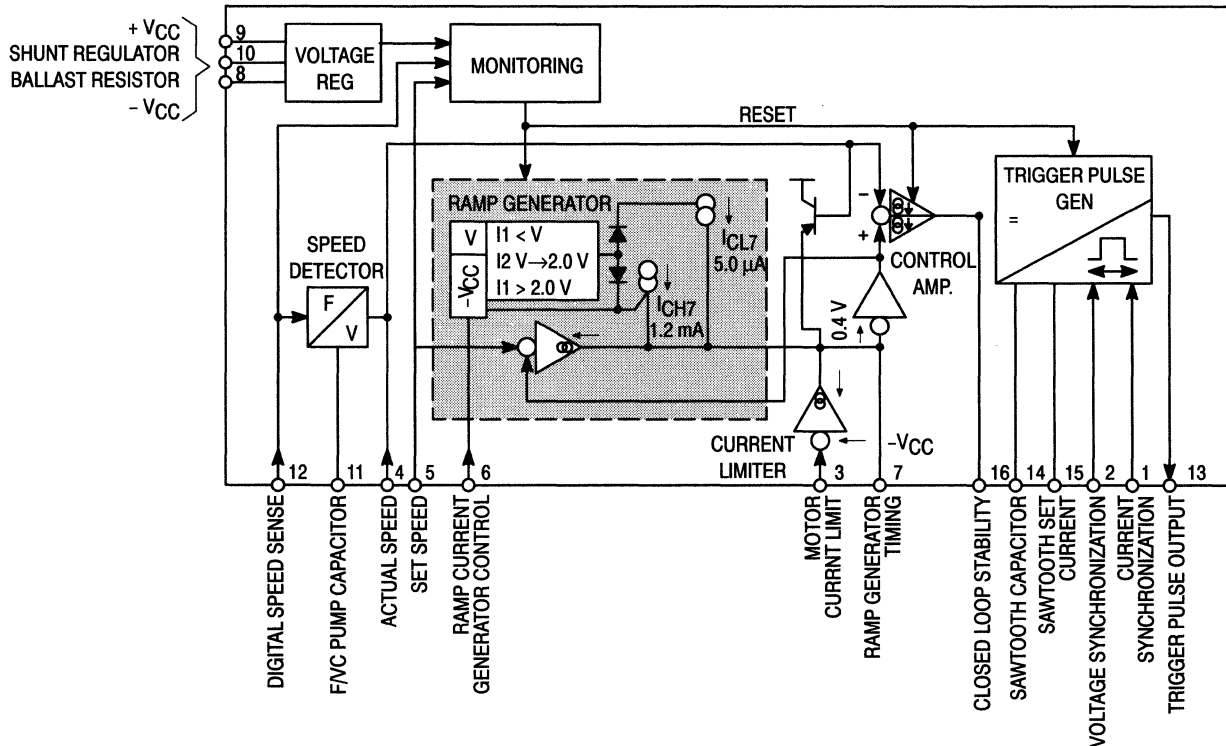 + VCC
SHUNT REGULATOR
BALLAST RESISTOR
– VCC
9
10
8
VOLTAGE
REG
MONITORING
RESET
RAMP GENERATOR
V
–VCC
I1 < V
I2 V→2.0 V
I1 > 2.0 V
ICL7
5.0 µA
ICH7
1.2 mA
SPEED
DETECTOR
F
V
–
+
CONTROL
AMP.
0.4 V
TRIGGER PULSE
GEN
=
CURRENT
LIMITER
–VCC
12
11
4
5
6
3
7
16
14
15
2
1
13
DIGITAL SPEED SENSE
F/VC PUMP CAPACITOR
ACTUAL SPEED
SET SPEED
RAMP CURRENT
GENERATOR CONTROL
MOTOR
CURRNT LIMIT
RAMP GENERATOR
TIMING
CLOSED LOOP STABILITY
SAWTOOTH CAPACITOR
SAWTOOTH SET
CURRENT
VOLTAGE SYNCHRONIZATION
CURRENT
SYNCHRONIZATION
TRIGGER PULSE OUTPUT